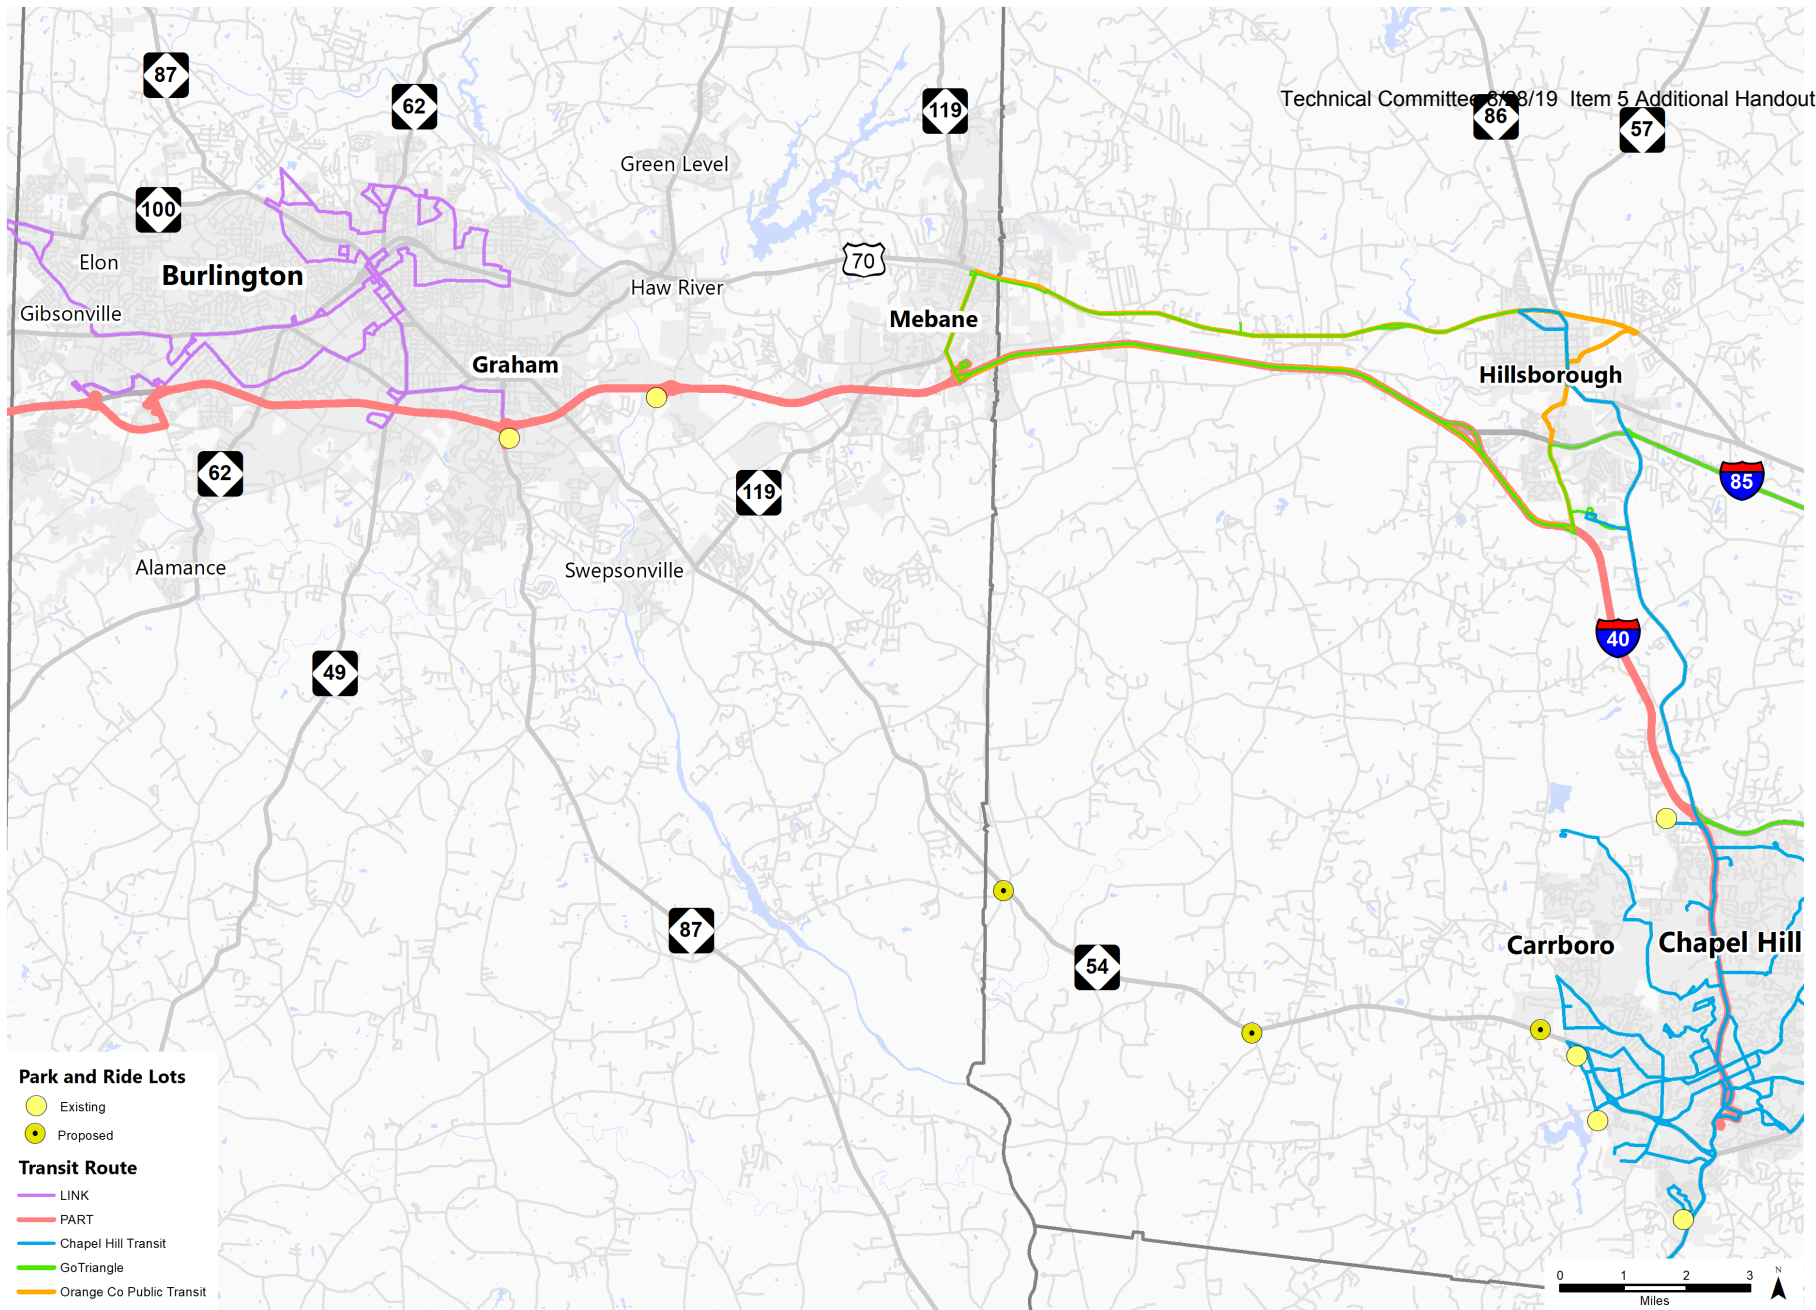 87
62
119
Technical Committee 8/28/19 Item 5 Additional Handout
86
57
Green Level
100
Elon
Burlington
70
Haw River
Gibsonville
Mebane
Graham
Hillsborough
62
119
85
Alamance
Swepsonville
40
49
87
54
Carrboro
Chapel Hill
Park and Ride Lots
Existing
Proposed
Transit Route
LINK
PART
Chapel Hill Transit
GoTriangle
Orange Co Public Transit
0 1 2 3
Miles
N